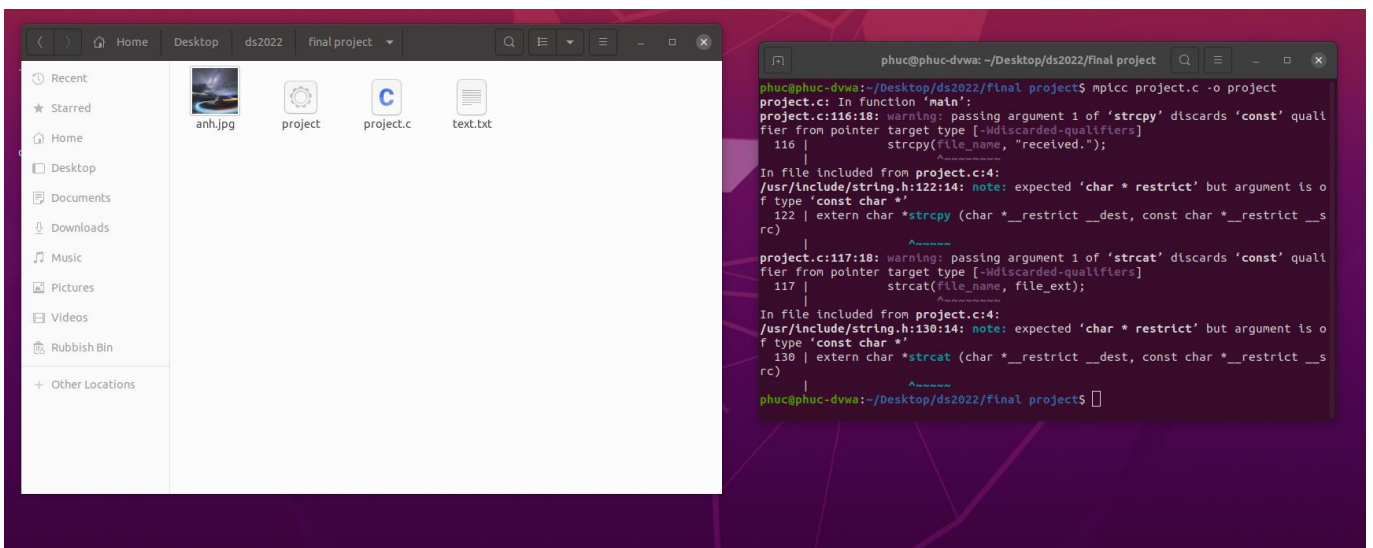 Home Desktop ds2022 final project
Recent
Starred
Home
Desktop
Documents
Downloads
Music
Pictures
Videos
Rubbish Bin
+ Other Locations
anh.jpg project project.c text.txt
phuc@phuc-dvwa: ~/Desktop/ds2022/final project
phuc@phuc-dvwa:~/Desktop/ds2022/final project$ mpicc project.c -o project
project.c: In function ‘main’:
project.c:116:18: warning: passing argument 1 of ‘strcpy’ discards ‘const’ quali
fier from pointer target type [-Wdiscarded-qualifiers]
116 | strcpy(file_name, "received.");
| ^~~~~~~~~
In file included from project.c:4:
/usr/include/string.h:122:14: note: expected ‘char * restrict’ but argument is o
f type ‘const char *’
122 | extern char *strcpy (char *__restrict __dest, const char *__restrict __s
rc)
| ^~~~~~
project.c:117:18: warning: passing argument 1 of ‘strcat’ discards ‘const’ quali
fier from pointer target type [-Wdiscarded-qualifiers]
117 | strcat(file_name, file_ext);
| ^~~~~~~~~
In file included from project.c:4:
/usr/include/string.h:130:14: note: expected ‘char * restrict’ but argument is o
f type ‘const char *’
130 | extern char *strcat (char *__restrict __dest, const char *__restrict __s
rc)
| ^~~~~~
phuc@phuc-dvwa:~/Desktop/ds2022/final project$